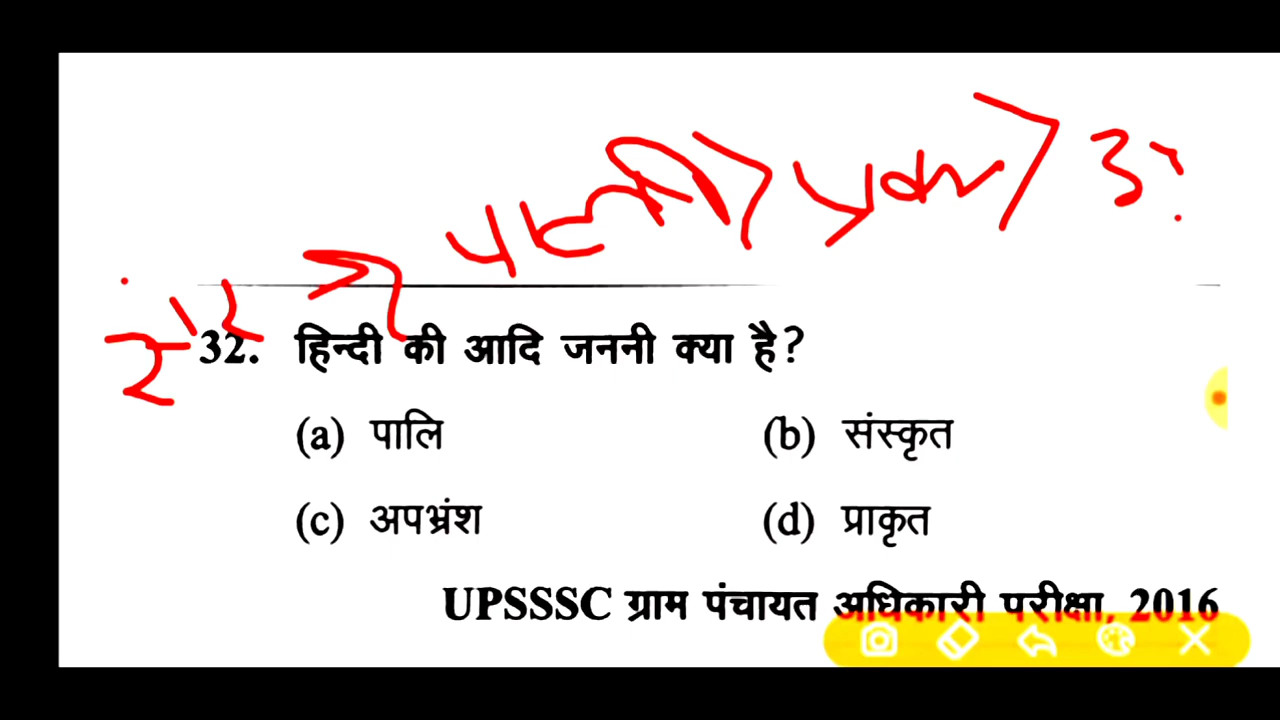 32. हिन्दी की आदि जननी क्या है?
(a) पालि (b) संस्कृत
(c) अपभ्रंश (d) प्राकृत
UPSSSC ग्राम पंचायत अधिकारी परीक्षा, 2016